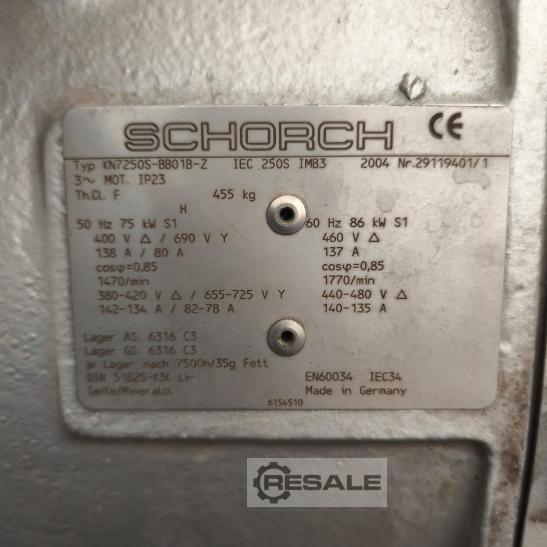 SCHORCH CE
Typ KN7250S-BB01B-Z IEC 250S IMB3 2004 Nr.29119401/1
3~ MOT. IP23
Th.Cl. F 455 kg
H
50 Hz 75 kW S1 60 Hz 86 kW S1
400 V Δ / 690 V Y 460 V Δ
138 A / 80 A 137 A
cosφ=0,85 cosφ=0,85
1470/min 1770/min
380-420 V Δ / 655-725 V Y 440-480 V Δ
142-134 A / 82-78 A 140-135 A
Lager AS: 6316 C3
Lager GS: 6316 C3
je Lager nach 7500h/35g Fett
DIN 51825-K3K EN60034 IEC34
Seife/Mineralöl Made in Germany
6154510
RESALE